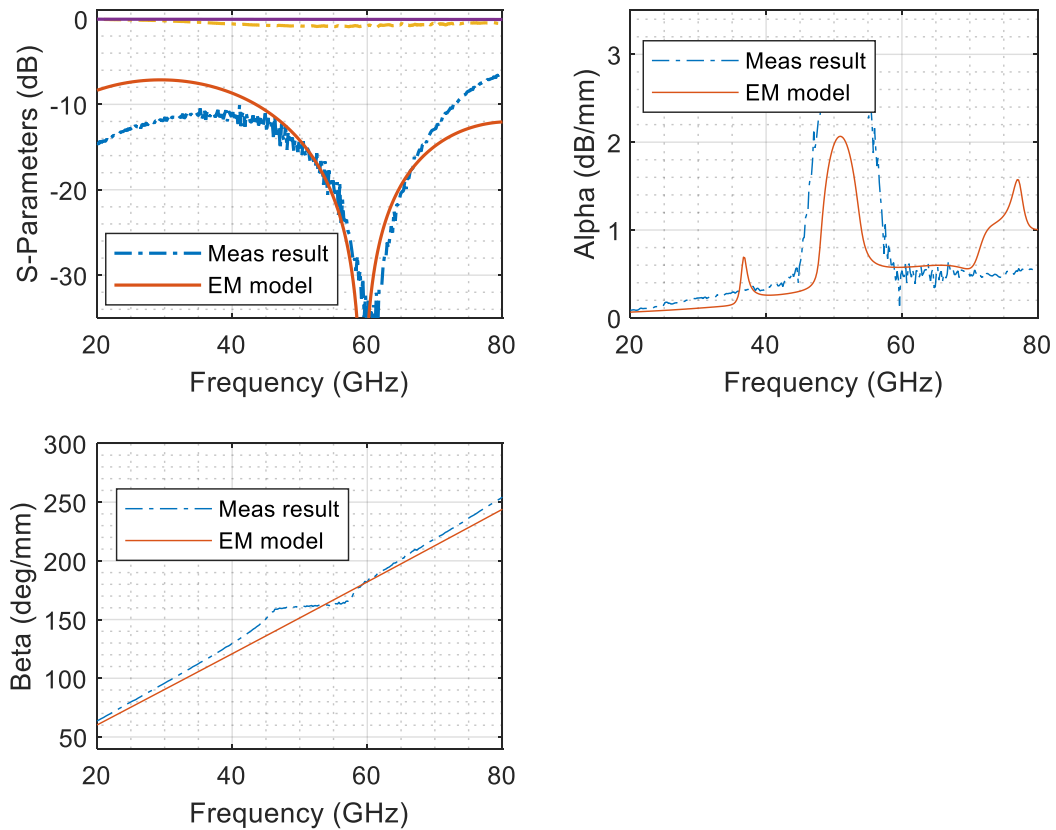 0
-10
-20
-30
S-Parameters (dB)
Meas result
EM model
20
40
60
80
Frequency (GHz)
3
2
1
0
Alpha (dB/mm)
Meas result
EM model
20
40
60
80
Frequency (GHz)
300
250
200
150
100
50
Beta (deg/mm)
Meas result
EM model
20
40
60
80
Frequency (GHz)